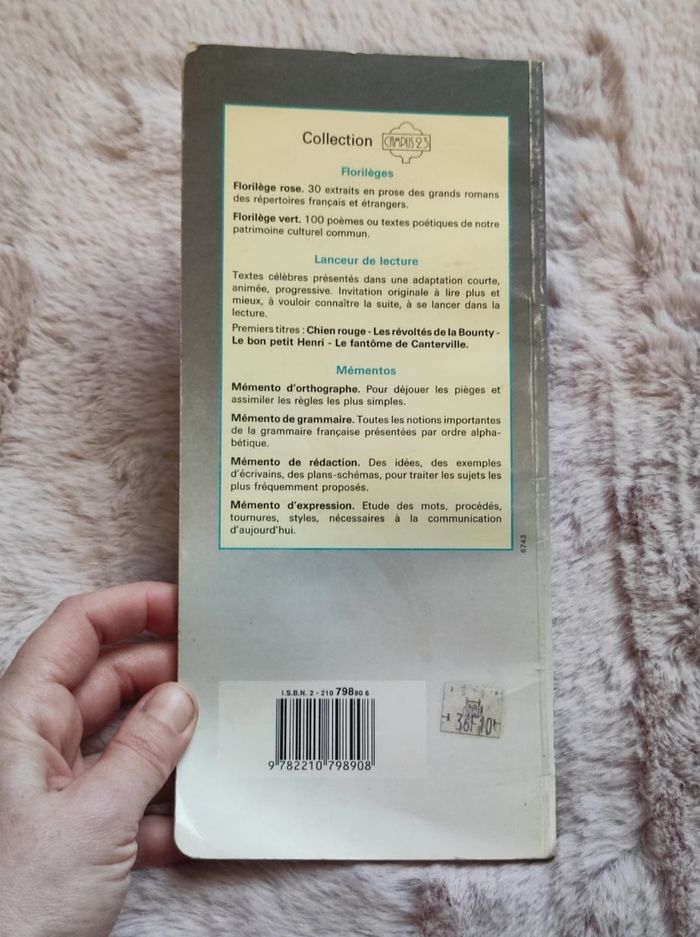 Collection CAMPUS 23
Florilèges
Florilège rose. 30 extraits en prose des grands romans
des répertoires français et étrangers.
Florilège vert. 100 poèmes ou textes poétiques de notre
patrimoine culturel commun.
Lanceur de lecture
Textes célèbres présentés dans une adaptation courte,
animée, progressive. Invitation originale à lire plus et
mieux, à vouloir connaître la suite, à se lancer dans la
lecture.
Premiers titres : Chien rouge - Les révoltés de la Bounty -
Le bon petit Henri - Le fantôme de Canterville.
Mémentos
Mémento d'orthographe. Pour déjouer les pièges et
assimiler les règles les plus simples.
Mémento de grammaire. Toutes les notions importantes
de la grammaire française présentées par ordre alpha-
bétique.
Mémento de rédaction. Des idées, des exemples
d'écrivains, des plans-schémas, pour traiter les sujets les
plus fréquemment proposés.
Mémento d'expression. Etude des mots, procédés,
tournures, styles, nécessaires à la communication
d'aujourd'hui.
6743
I.S.B.N. 2 - 210 798 90 6
9 782210 798908
36F10